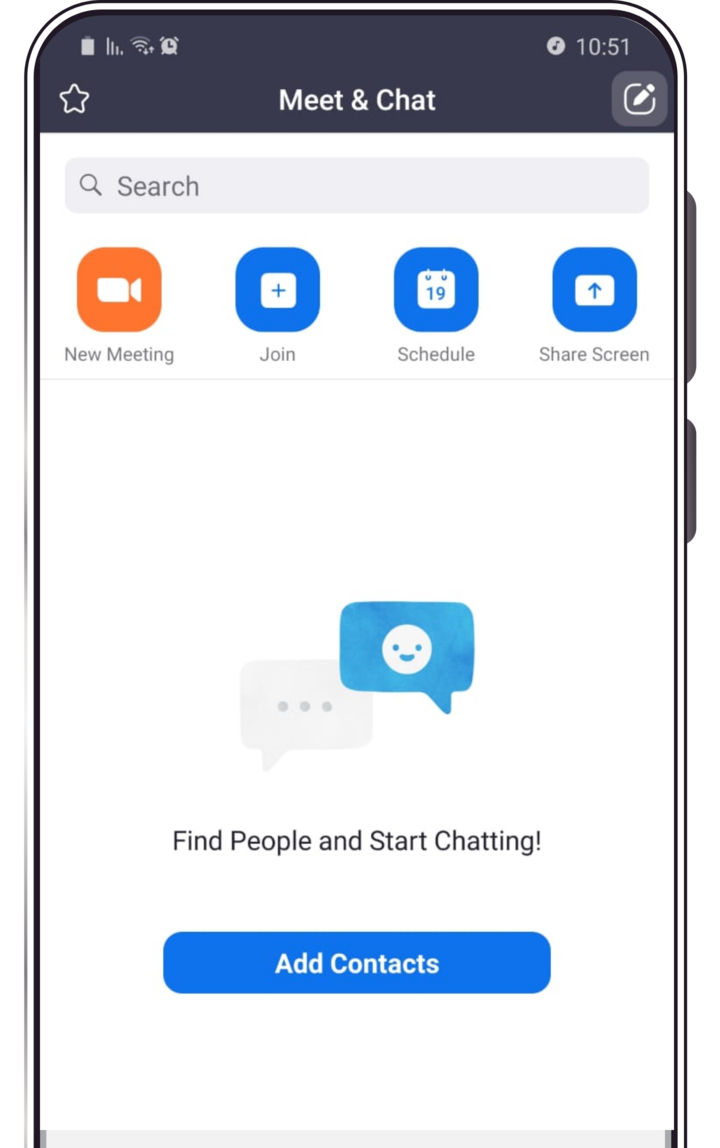 10:51
Meet & Chat
Search
19
New Meeting
Join
Schedule
Share Screen
Find People and Start Chatting!
Add Contacts